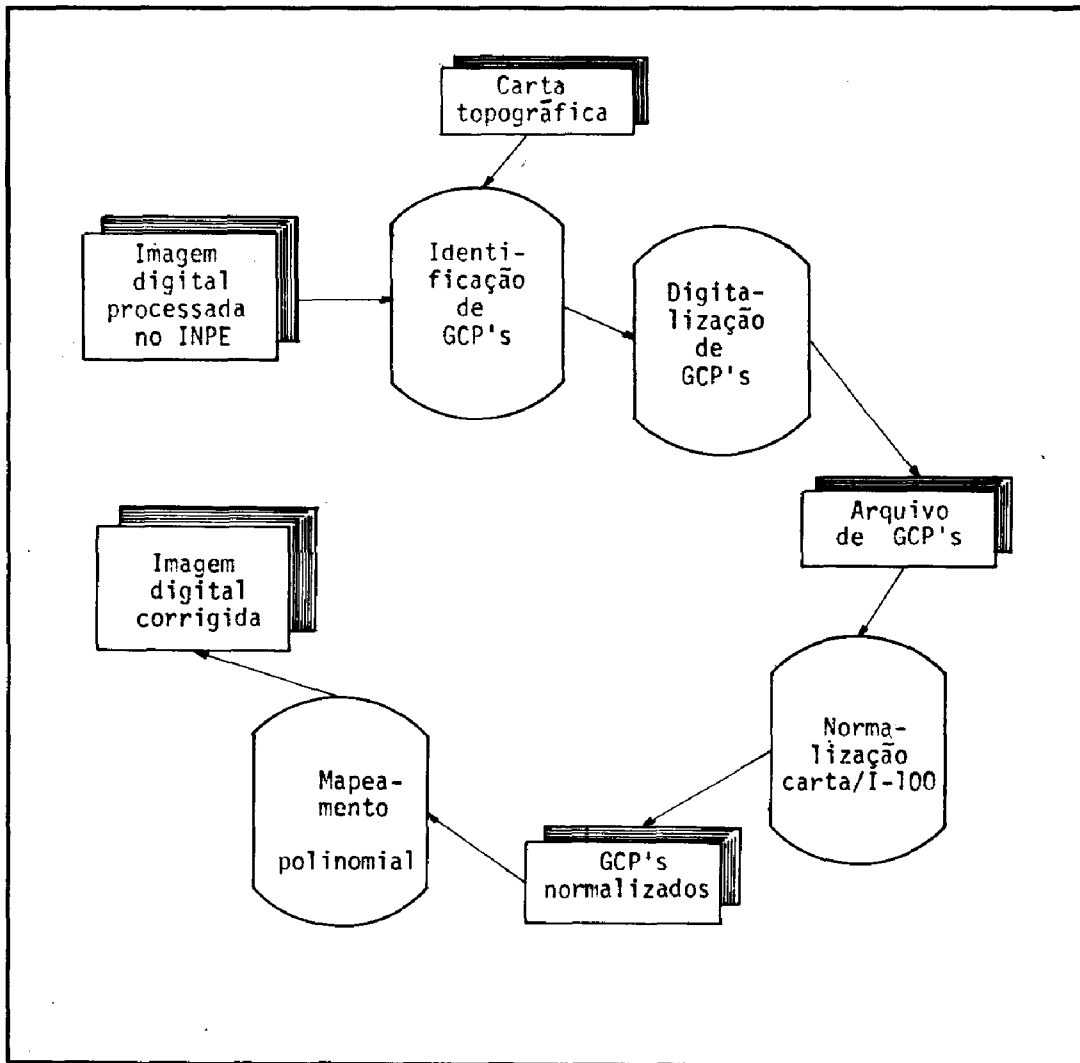 Carta
topográfica
Imagem
digital
processada
no INPE
Identi-
ficação
de
GCP's
Digita-
lização
de
GCP's
Arquivo
de GCP's
Imagem
digital
corrigida
Norma-
lização
carta/I-100
Mapea-
mento
polinomial
GCP's
normalizados